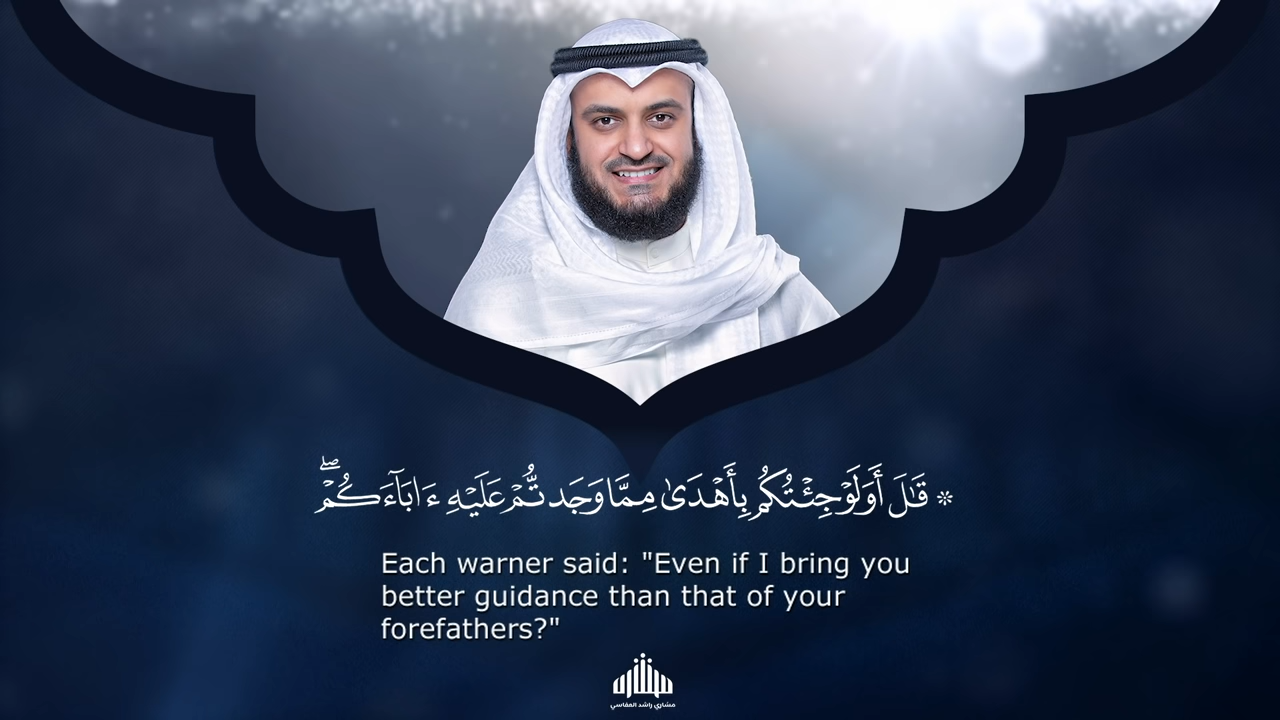 ۞ قَٰلَ أَوَلَوْ جِئْتُكُم بِأَهْدَىٰ مِمَّا وَجَدتُّمْ عَلَيْهِ ءَابَآءَكُمْۖ
Each warner said: "Even if I bring you
better guidance than that of your
forefathers?"
مشاري راشد العفاسي